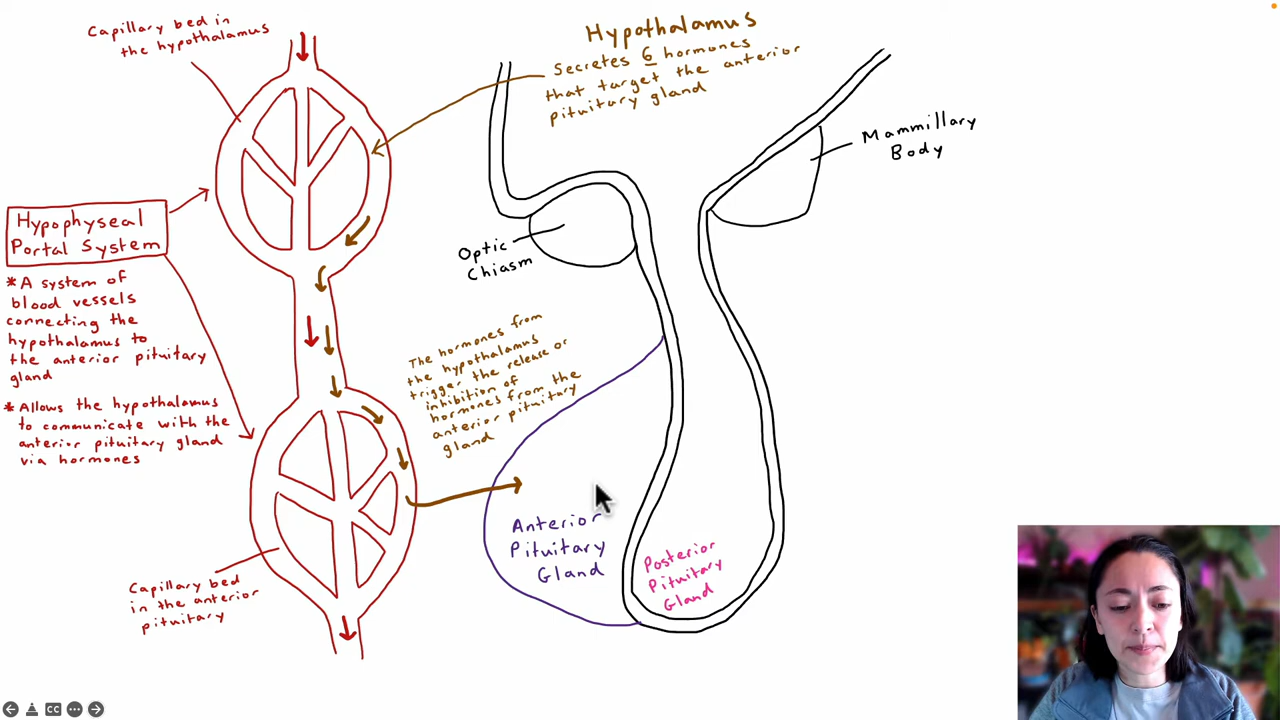 Capillary bed in
the hypothalamus
Hypothalamus
Secretes 6 hormones
that target the anterior
pituitary gland
Mammillary
Body
Hypophyseal
Portal System
*A system of
blood vessels
connecting the
hypothalamus to
the anterior pituitary
gland
*Allows the hypothalamus
to communicate with the
anterior pituitary gland
via hormones
Optic
Chiasm
The hormones from
the hypothalamus
trigger the release or
inhibition of
hormones from the
anterior pituitary
gland
Anterior
Pituitary
Gland
Posterior
Pituitary
Gland
Capillary bed
in the anterior
pituitary
CC